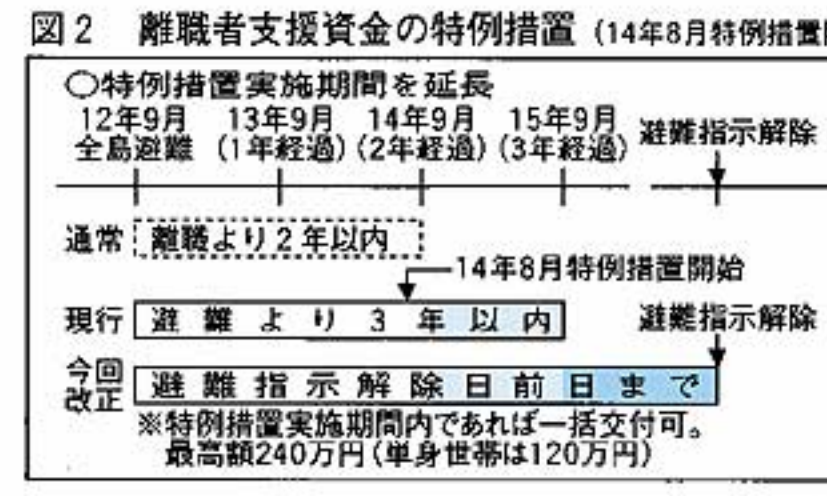 図2 離職者支援資金の特例措置(14年8月特例措置
○特例措置実施期間を延長
12年9月 13年9月 14年9月 15年9月
全島避難 (1年経過)(2年経過)(3年経過)
避難指示解除
通常 離職より2年以内
14年8月特例措置開始
現行 避難より3年以内
避難指示解除
今回改正 避難指示解除日前日まで
※特例措置実施期間内であれば一括交付可。
最高額240万円(単身世帯は120万円)